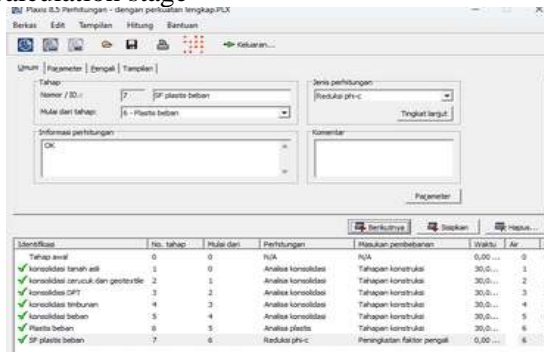 Plaxis 8.5 Perhitungan - dengan perkuatan lengkap.PLX
Berkas Edit Tampilan Hitung Bantuan
Keluaran...
Umum Parameter Pengali Tampilan
Tahap
Nomor / ID.: 7 SF plastis beban
Mulai dari tahap: 6 - Plastis beban
Jenis perhitungan
Reduksi phi-c
Tingkat lanjut
Informasi perhitungan
OK
Komentar
Parameter
Berikutnya Sisipkan Hapus...
Identifikasi No. tahap Mulai dari Perhitungan Masukan pembebanan Waktu Air
Tahap awal 0 0 N/A N/A 0,00 ... 0
konsolidasi tanah asli 1 0 Analisa konsolidasi Tahapan konstruksi 30,0... 1
konsolidasi cerucuk dan geotextile 2 1 Analisa konsolidasi Tahapan konstruksi 30,0... 2
konsolidasi DPT 3 2 Analisa konsolidasi Tahapan konstruksi 30,0... 3
konsolidasi timbunan 4 3 Analisa konsolidasi Tahapan konstruksi 30,0... 4
konsolidasi beban 5 4 Analisa konsolidasi Tahapan konstruksi 30,0... 5
Plastis beban 6 5 Analisa plastis Tahapan konstruksi 30,0... 6
SF plastis beban 7 6 Reduksi phi-c Peningkatan faktor pengali 0,00 ... 6